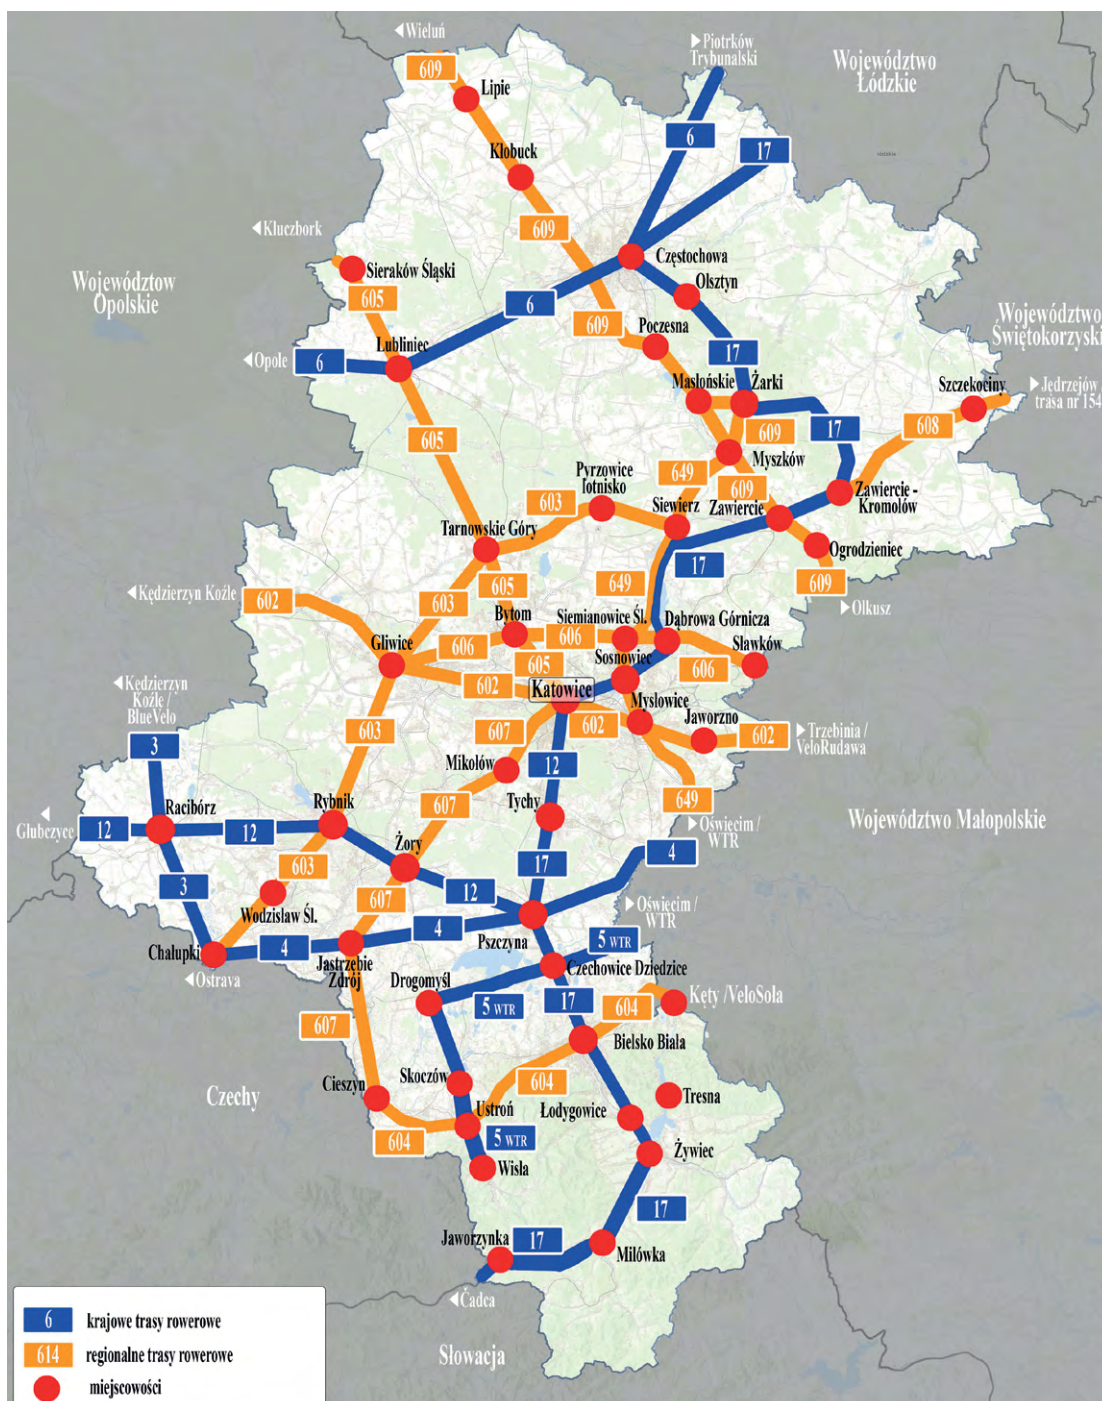 Wieluń
609
Lipie
Piotrków
Trybunalski
Województwo
Łódzkie
6
17
Kłobuck
609
Kluczbork
Sieraków Śląski
Częstochowa
Województow
Opolskie
605
6
Olsztyn
609
Poczesna
Województwo
Świętokorzyski
Lubliniec
Opole
6
17
Masłońskie
Żarki
Szczekociny
Jędrzejów /
trasa nr 154
605
609
17
608
Myszków
Pyrzowice
lotnisko
649
609
603
Siewierz
Zawiercie
Zawiercie -
Kromolów
Tarnowskie Góry
Ogrodzieniec
17
605
649
609
Kędzierzyn Koźle
602
603
Olkusz
Bytom
Siemianowice Śl.
Dąbrowa Górnicza
Gliwice
606
606
Sławków
605
Sosnowiec
606
602
Katowice
Kedzierzyn
Koźle /
BlueVelo
Mysłowice
Jaworzno
607
602
602
Trzebinia /
VeloRudawa
3
603
Mikołów
12
Tychy
649
Racibórz
Rybnik
607
Głubczyce
12
12
Oświęcim /
WTR
Województwo Małopolskie
Żory
17
4
3
603
607
12
Oświęcim /
WTR
Wodzisław Śl.
4
Pszczyna
Chałupki
4
Jastrzębie
Zdrój
5 WTR
Ostrava
Drogomyśl
Czechowice Dziedzice
5 WTR
17
604
Kęty /VeloSoła
607
Bielsko Biała
Skoczów
Cieszyn
604
Czechy
Tresna
Ustroń
Łodygowice
604
5 WTR
Żywiec
Wisła
17
Jaworzynka
17
Milówka
Čadca
Słowacja
6
krajowe trasy rowerowe
614
regionalne trasy rowerowe
miejscowości